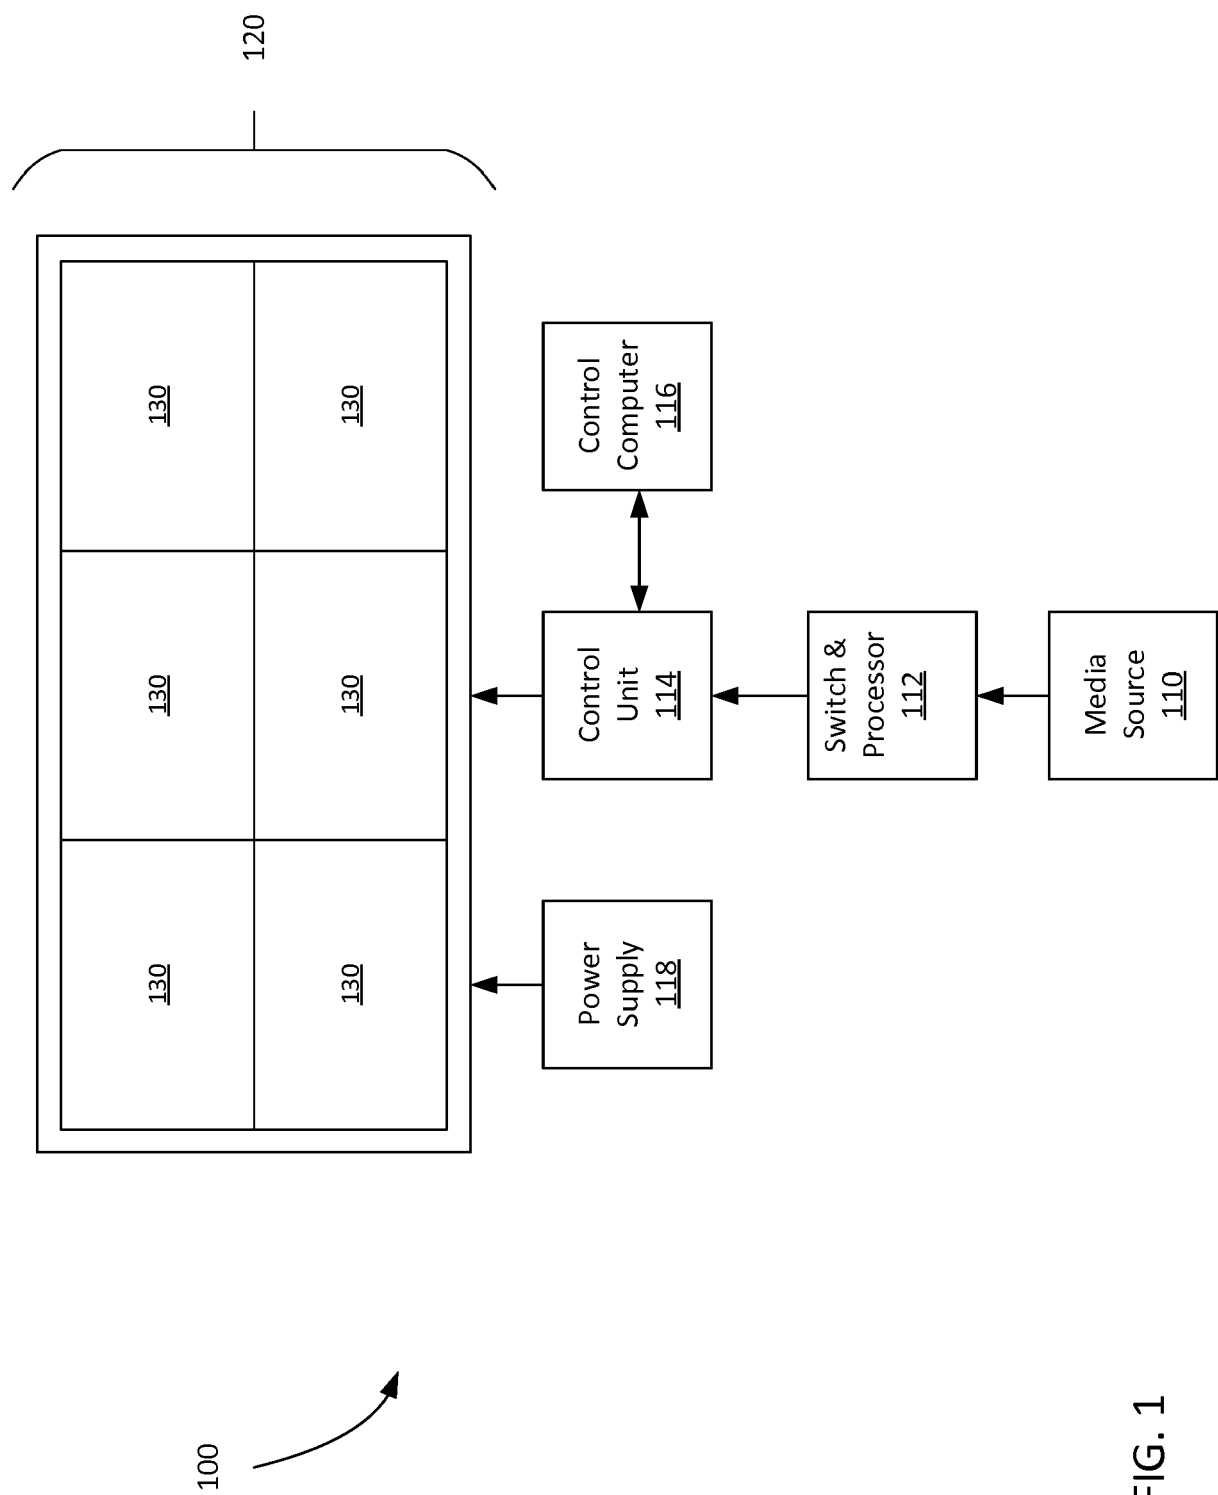 130
130
130
100
120
130
130
130
Power
Supply
118
Control
Unit
114
Control
Computer
116
Switch &
Processor
112
Media
Source
110
FIG. 1